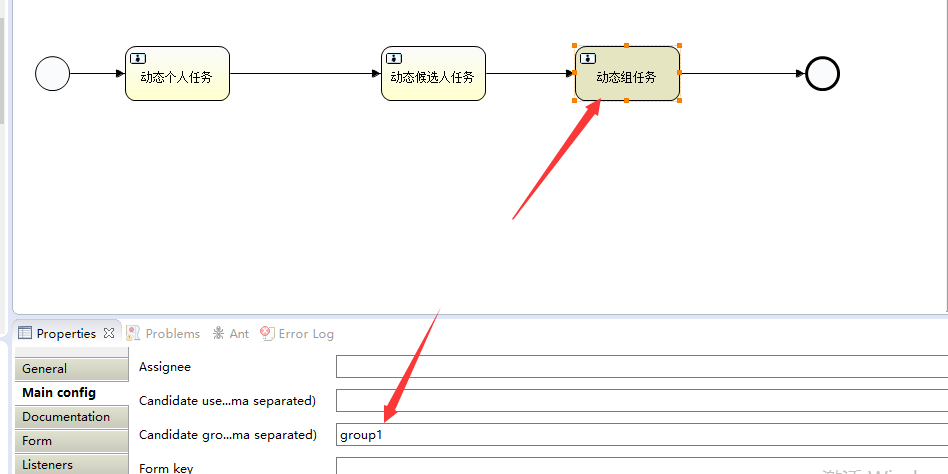 动态个人任务
动态候选人任务
动态组任务
Properties
Problems
Ant
Error Log
General
Main config
Documentation
Form
Listeners
Assignee
Candidate use...ma separated)
Candidate gro...ma separated)
group1
Form key